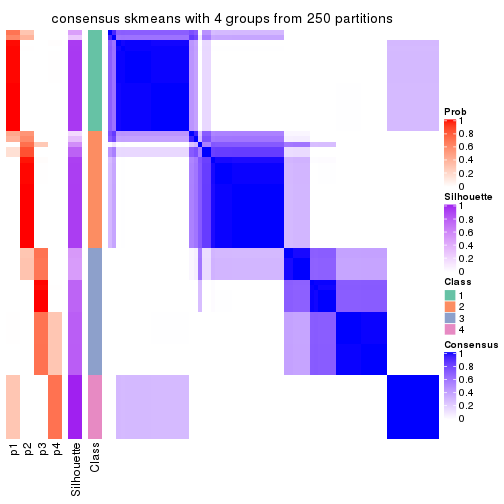 consensus skmeans with 4 groups from 250 partitions
Prob
1
0.8
0.6
0.4
0.2
0
Silhouette
1
0.8
0.6
0.4
0.2
0
Class
1
2
3
4
Consensus
1
0.8
0.6
0.4
0.2
0
p1
p2
p3
p4
Silhouette
Class